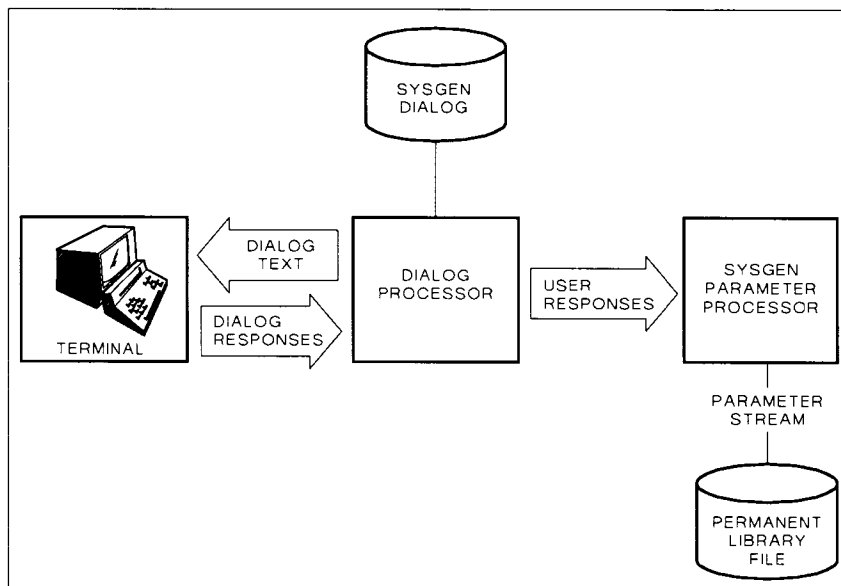 SYSGEN
DIALOG
DIALOG
TEXT
DIALOG
RESPONSES
TERMINAL
DIALOG
PROCESSOR
USER
RESPONSES
SYSGEN
PARAMETER
PROCESSOR
PARAMETER
STREAM
PERMANENT
LIBRARY
FILE